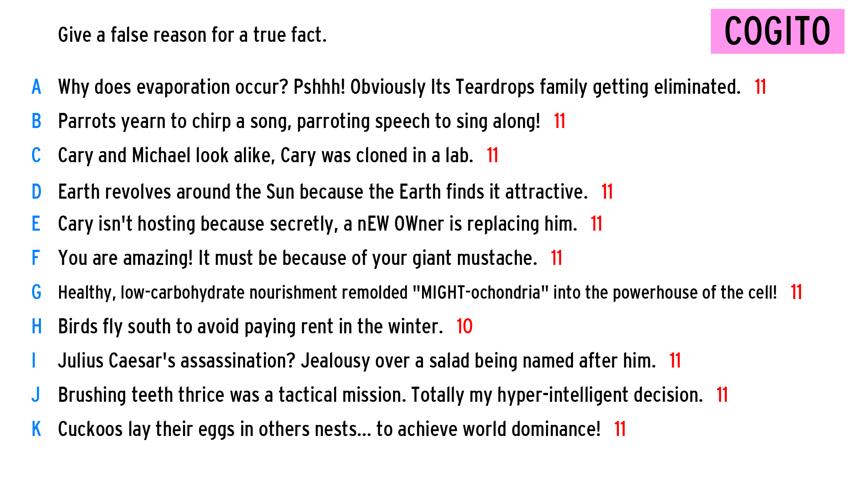 Give a false reason for a true fact.
COGITO
A Why does evaporation occur? Pshhh! Obviously Its Teardrops family getting eliminated. 11
B Parrots yearn to chirp a song, parroting speech to sing along! 11
C Cary and Michael look alike, Cary was cloned in a lab. 11
D Earth revolves around the Sun because the Earth finds it attractive. 11
E Cary isn't hosting because secretly, a nEW OWner is replacing him. 11
F You are amazing! It must be because of your giant mustache. 11
G Healthy, low-carbohydrate nourishment remolded "MIGHT-ochondria" into the powerhouse of the cell! 11
H Birds fly south to avoid paying rent in the winter. 10
I Julius Caesar's assassination? Jealousy over a salad being named after him. 11
J Brushing teeth thrice was a tactical mission. Totally my hyper-intelligent decision. 11
K Cuckoos lay their eggs in others nests... to achieve world dominance! 11